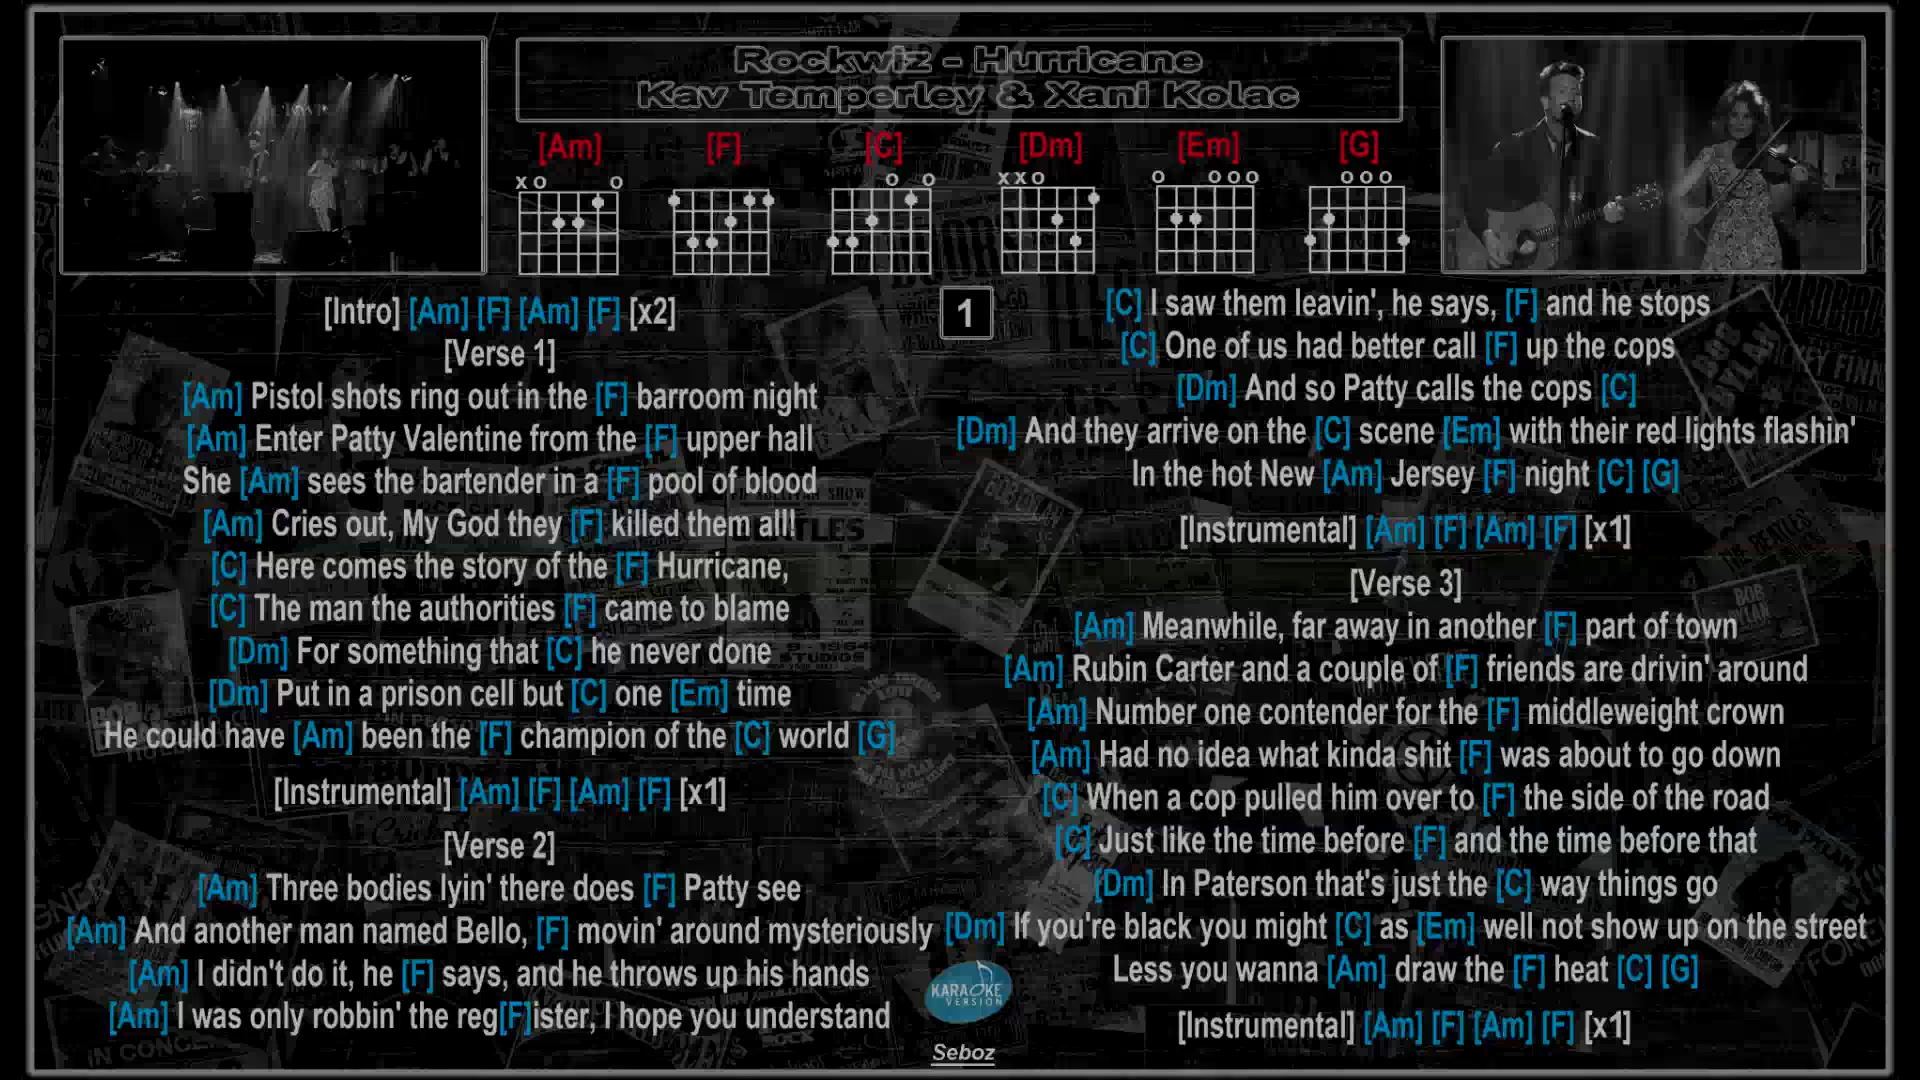 Rockwiz - Hurricane
Kav Temperley & Xani Kolac
[Am] [F] [C] [Dm] [Em] [G]
x o o o o x x o o o o o o o o
[Intro] [Am] [F] [Am] [F] [x2]
[Verse 1]
[Am] Pistol shots ring out in the [F] barroom night
[Am] Enter Patty Valentine from the [F] upper hall
She [Am] sees the bartender in a [F] pool of blood
[Am] Cries out, My God they [F] killed them all!
[C] Here comes the story of the [F] Hurricane,
[C] The man the authorities [F] came to blame
[Dm] For something that [C] he never done
[Dm] Put in a prison cell but [C] one [Em] time
He could have [Am] been the [F] champion of the [C] world [G]
[Instrumental] [Am] [F] [Am] [F] [x1]
[Verse 2]
[Am] Three bodies lyin' there does [F] Patty see
[Am] And another man named Bello, [F] movin' around mysteriously
[Am] I didn't do it, he [F] says, and he throws up his hands
[Am] I was only robbin' the reg[F]ister, I hope you understand
1
[C] I saw them leavin', he says, [F] and he stops
[C] One of us had better call [F] up the cops
[Dm] And so Patty calls the cops [C]
[Dm] And they arrive on the [C] scene [Em] with their red lights flashin'
In the hot New [Am] Jersey [F] night [C] [G]
[Instrumental] [Am] [F] [Am] [F] [x1]
[Verse 3]
[Am] Meanwhile, far away in another [F] part of town
[Am] Rubin Carter and a couple of [F] friends are drivin' around
[Am] Number one contender for the [F] middleweight crown
[Am] Had no idea what kinda shit [F] was about to go down
[C] When a cop pulled him over to [F] the side of the road
[C] Just like the time before [F] and the time before that
[Dm] In Paterson that's just the [C] way things go
[Dm] If you're black you might [C] as [Em] well not show up on the street
Less you wanna [Am] draw the [F] heat [C] [G]
[Instrumental] [Am] [F] [Am] [F] [x1]
KARAOKE
VERSION
Seboz